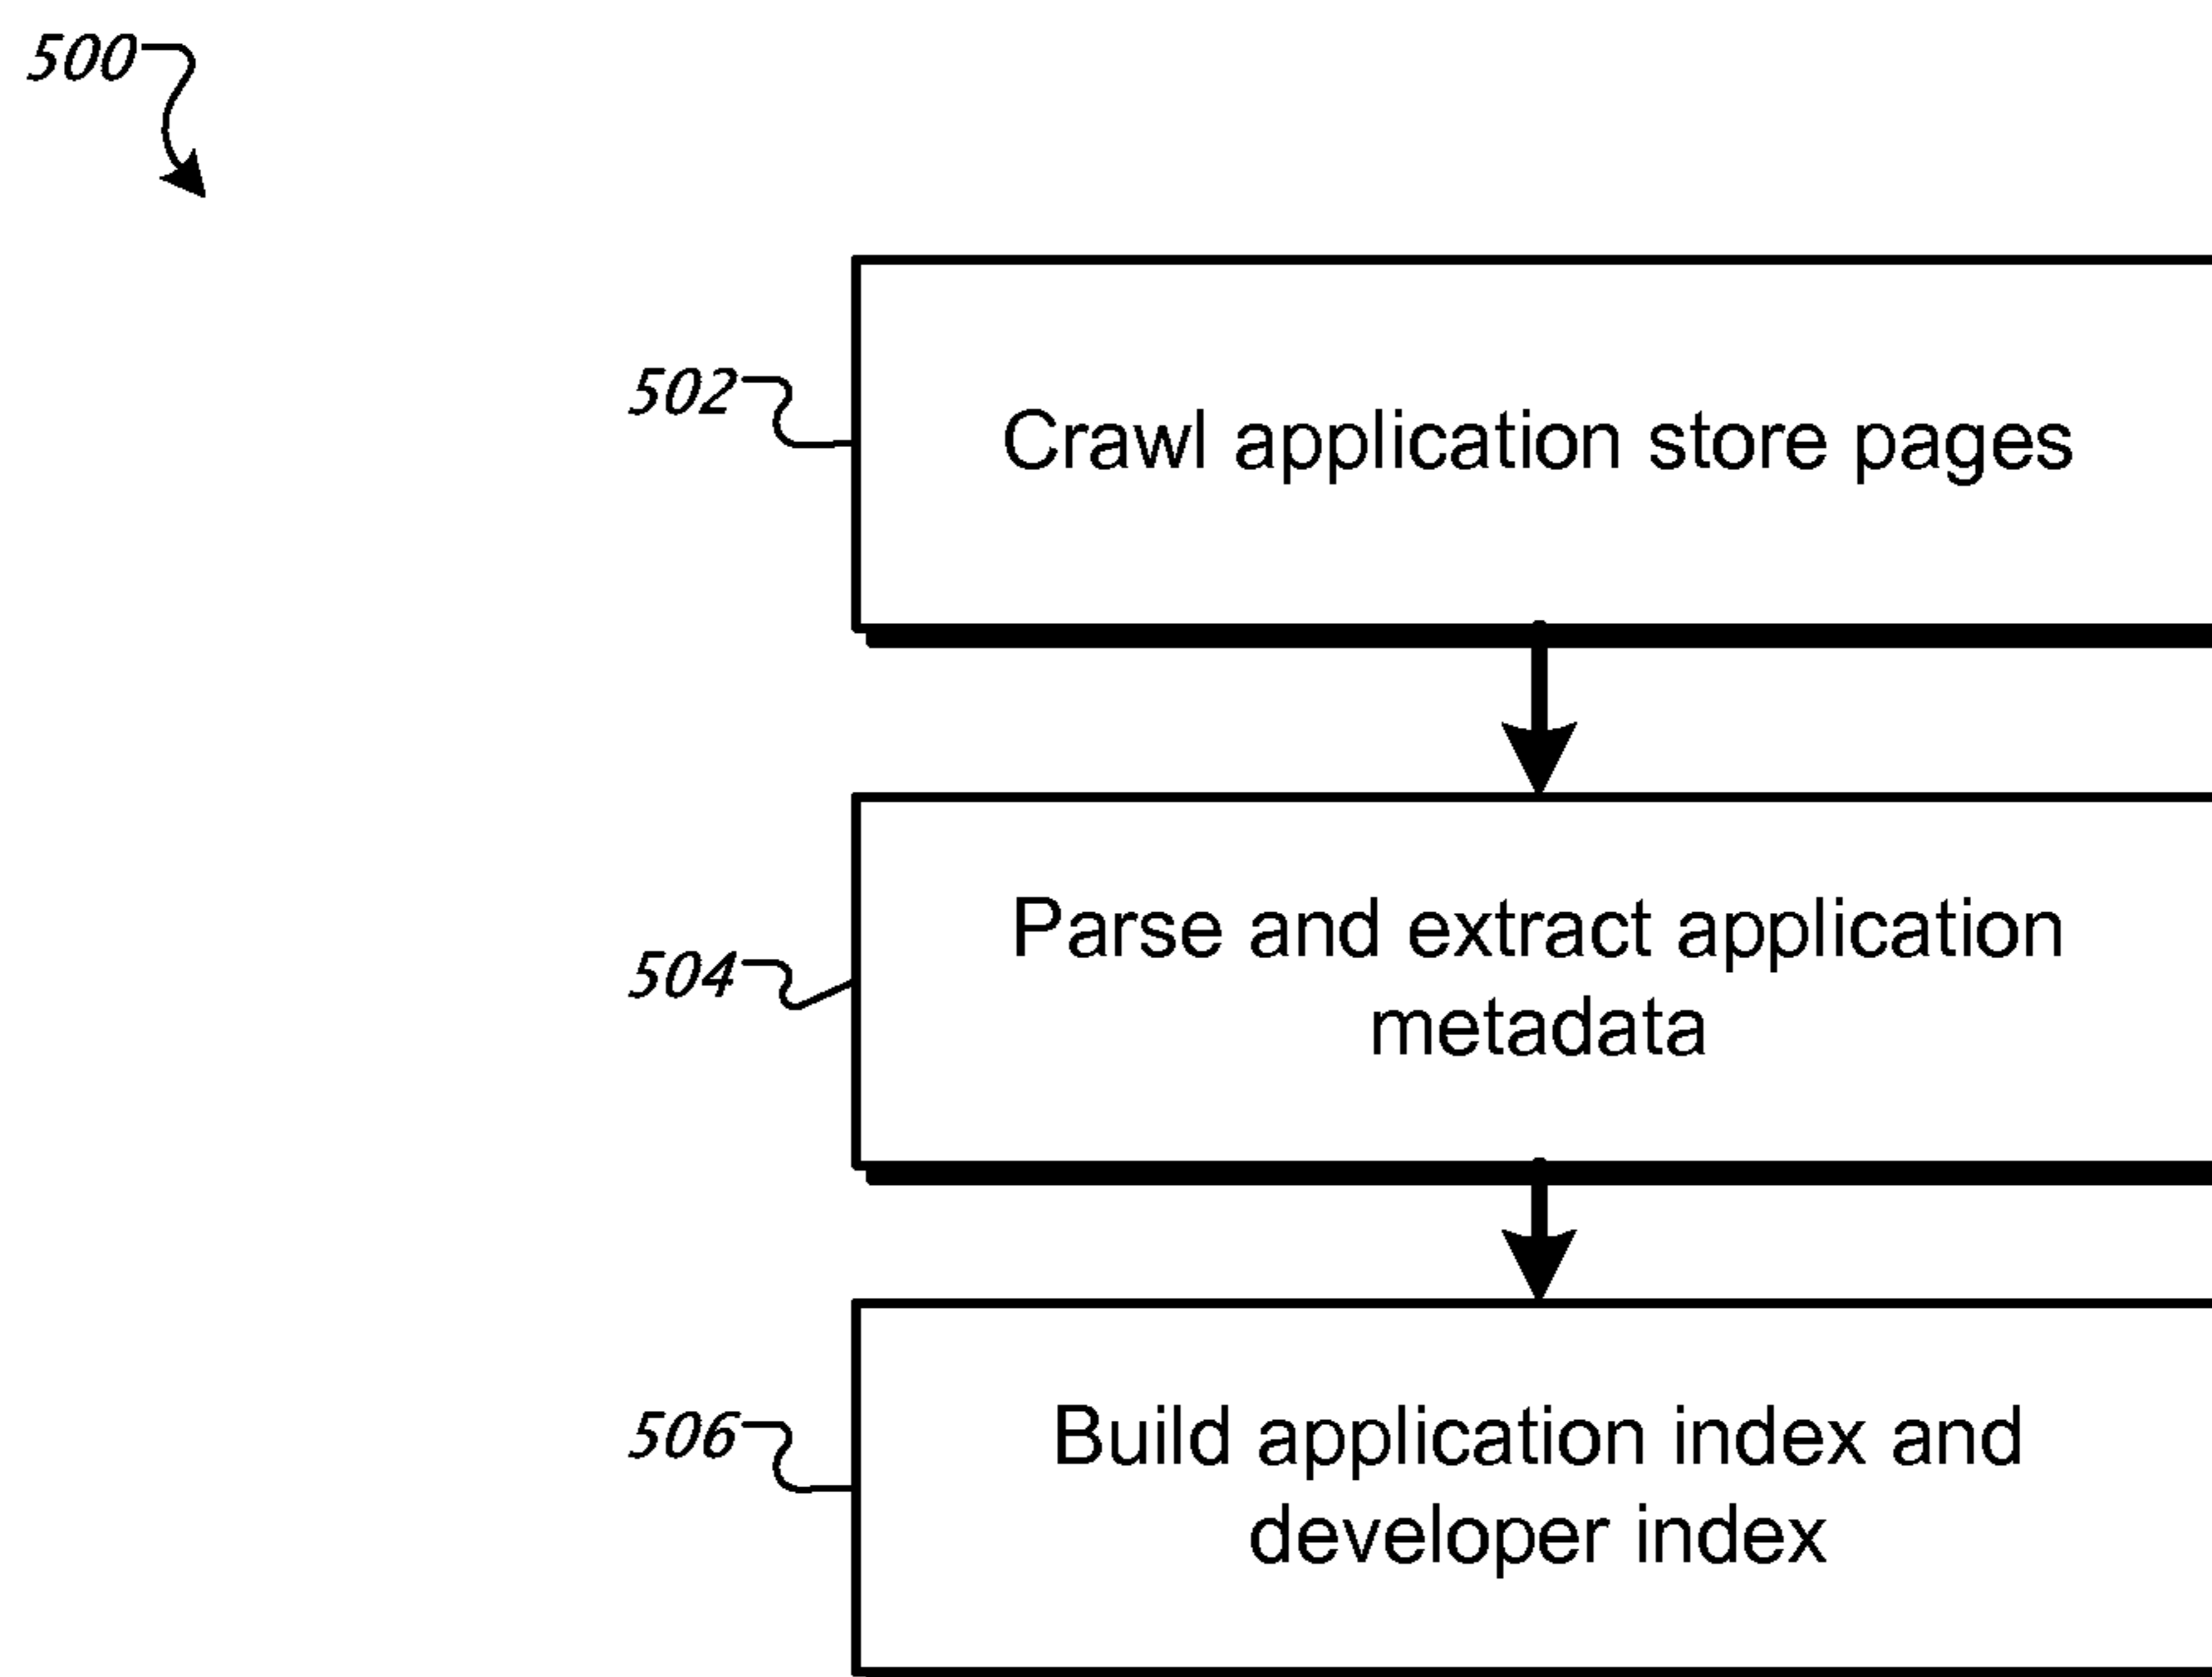 500
502
Crawl application store pages
504
Parse and extract application
metadata
506
Build application index and
developer index